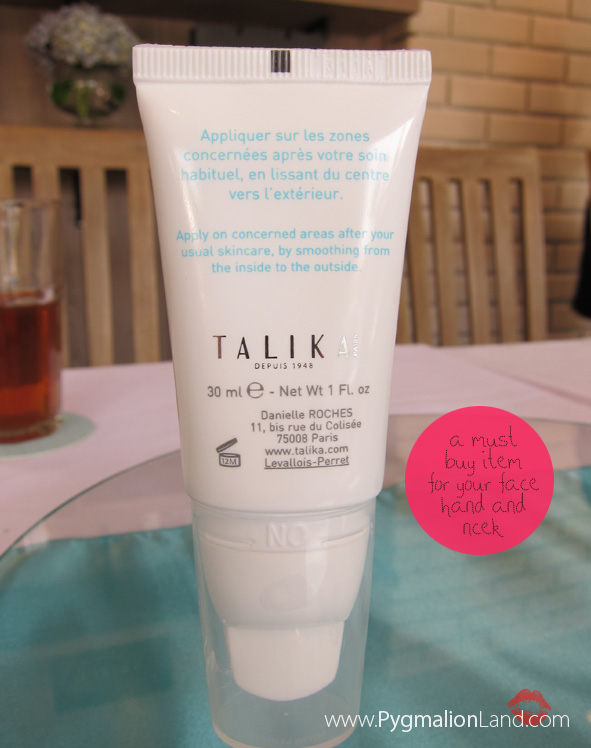 Appliquer sur les zones
concernées après votre soin
habituel, en lissant du centre
vers l'extérieur.
Apply on concerned areas after your
usual skincare, by smoothing from
the inside to the outside.
TALIKA PARIS
DEPUIS 1948
30 ml ℮ - Net Wt 1 Fl. oz
Danielle ROCHES
11, bis rue du Colisée
75008 Paris
www.talika.com
Levallois-Perret
12M
a must
buy item
for your face
hand and
ncek
www.PygmalionLand.com